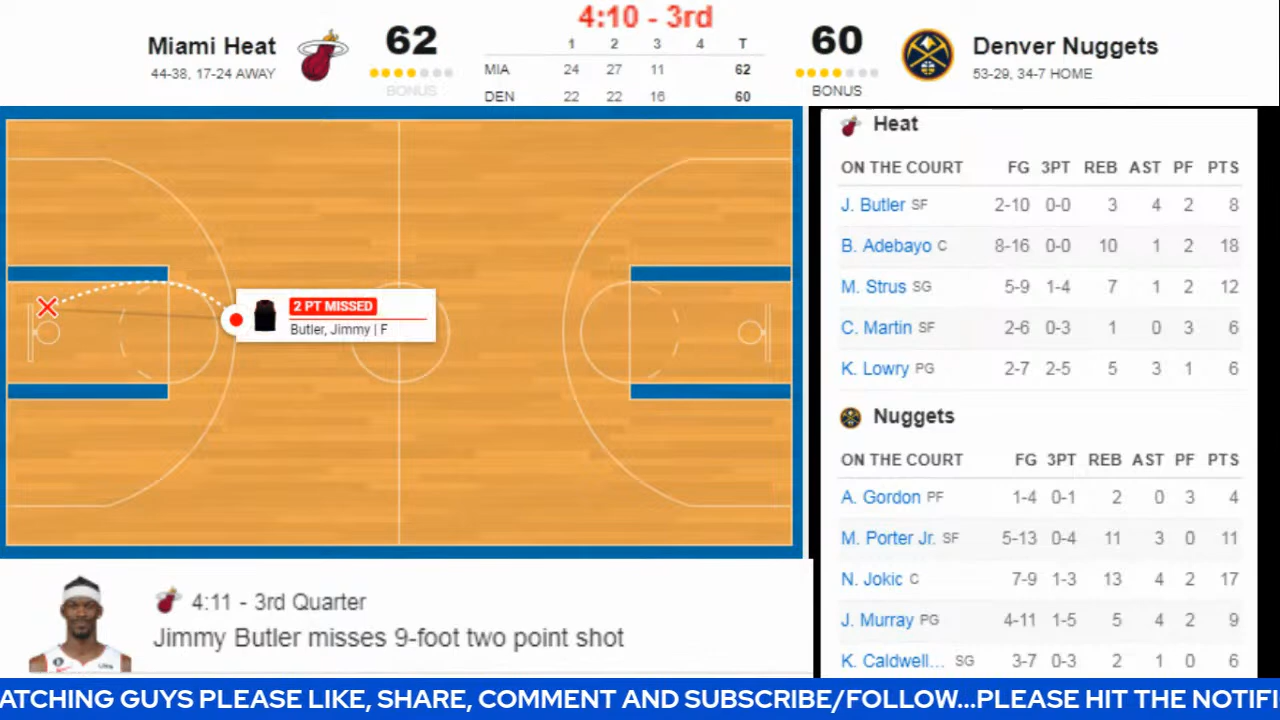 4:10 - 3rd
Miami Heat
44-38, 17-24 AWAY
62
BONUS
1 2 3 4 T
MIA 24 27 11 62
DEN 22 22 16 60
60
BONUS
Denver Nuggets
53-29, 34-7 HOME
2 PT MISSED
Butler, Jimmy | F
4:11 - 3rd Quarter
Jimmy Butler misses 9-foot two point shot
Heat
ON THE COURT FG 3PT REB AST PF PTS
J. Butler SF 2-10 0-0 3 4 2 8
B. Adebayo C 8-16 0-0 10 1 2 18
M. Strus SG 5-9 1-4 7 1 2 12
C. Martin SF 2-6 0-3 1 0 3 6
K. Lowry PG 2-7 2-5 5 3 1 6
Nuggets
ON THE COURT FG 3PT REB AST PF PTS
A. Gordon PF 1-4 0-1 2 0 3 4
M. Porter Jr. SF 5-13 0-4 11 3 0 11
N. Jokic C 7-9 1-3 13 4 2 17
J. Murray PG 4-11 1-5 5 4 2 9
K. Caldwell... SG 3-7 0-3 2 1 0 6
ATCHING GUYS PLEASE LIKE, SHARE, COMMENT AND SUBSCRIBE/FOLLOW...PLEASE HIT THE NOTIFI